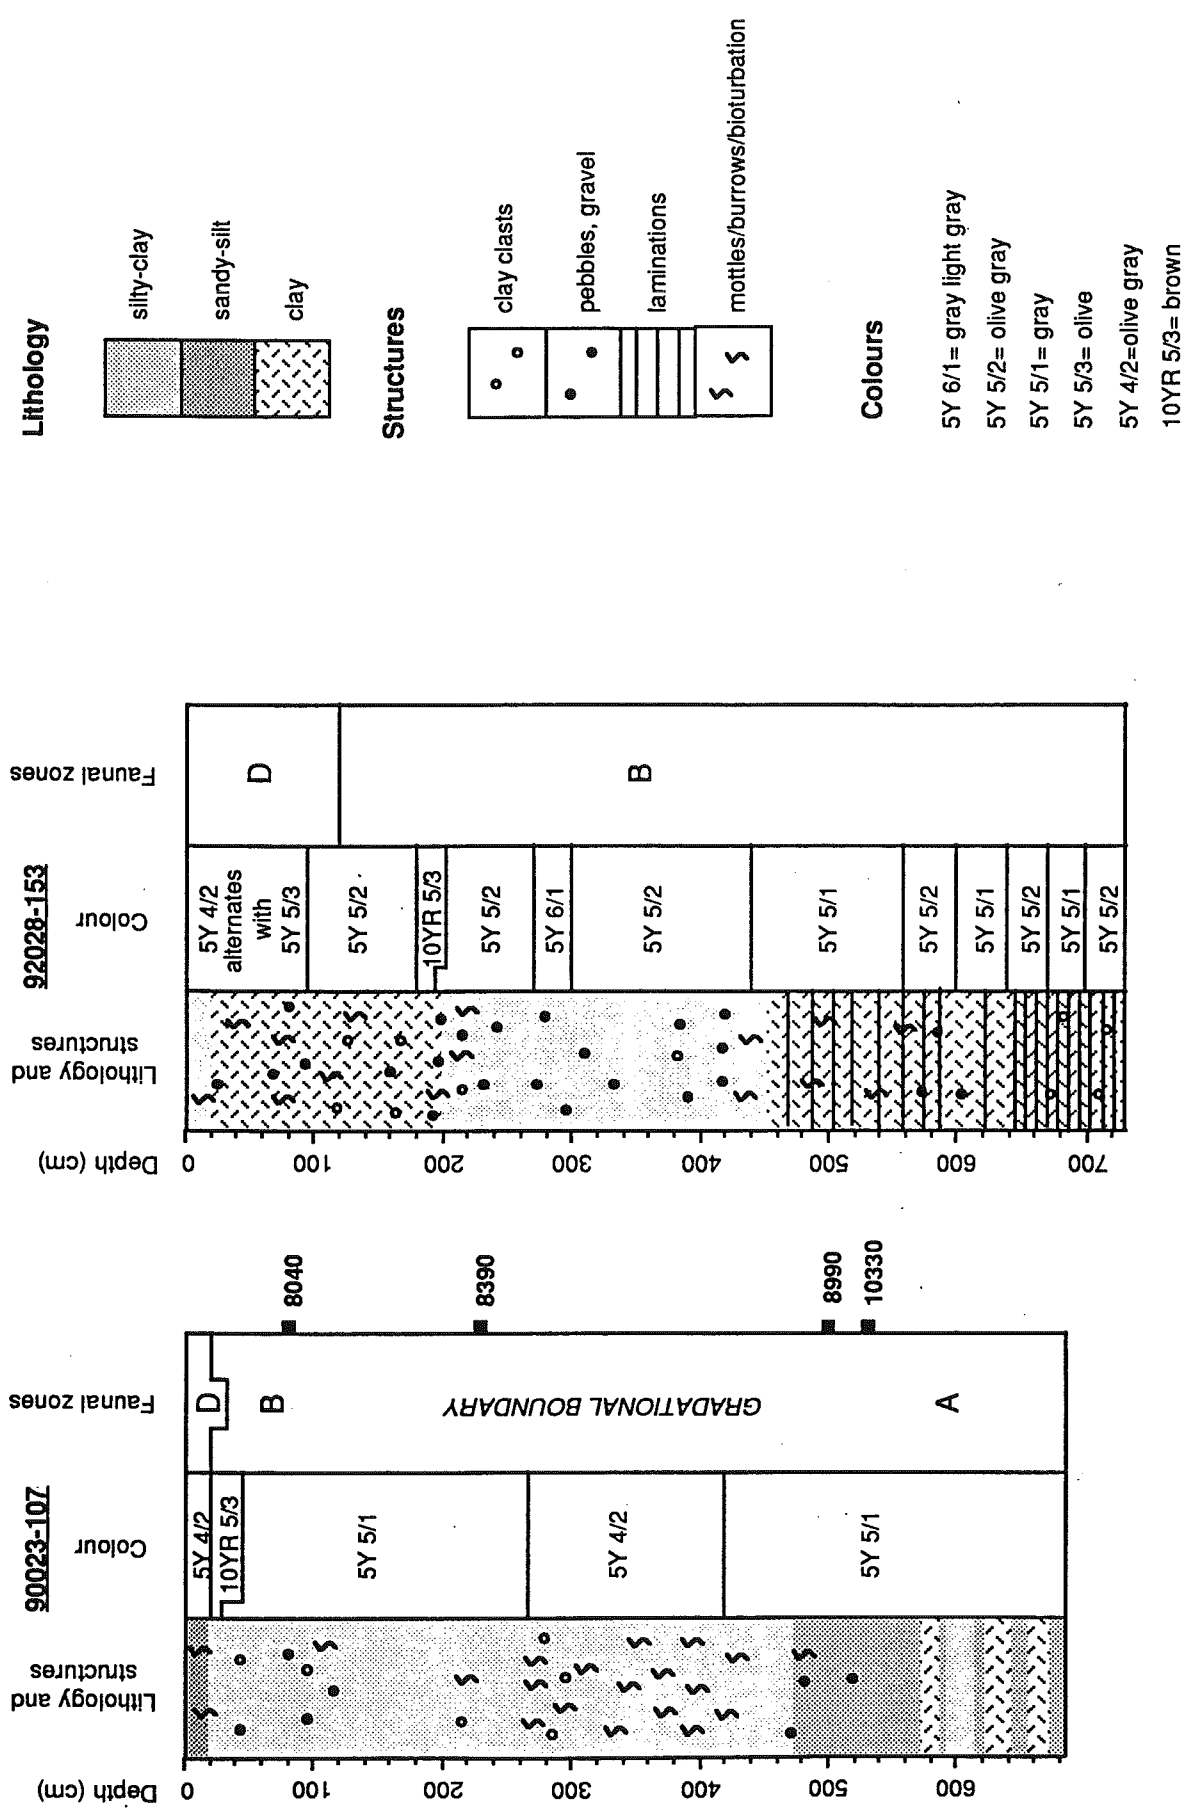 90023-107
Depth (cm)
Lithology and
structures
Colour
Faunal zones
0
100
200
300
400
500
600
5Y 4/2
10YR 5/3
5Y 5/1
5Y 4/2
5Y 5/1
D
B
GRADATIONAL BOUNDARY
A
8040
8390
8990
10330
92028-153
Depth (cm)
Lithology and
structures
Colour
Faunal zones
0
100
200
300
400
500
600
700
5Y 4/2
alternates
with
5Y 5/3
5Y 5/2
10YR 5/3
5Y 5/2
5Y 6/1
5Y 5/2
5Y 5/1
5Y 5/2
5Y 5/1
5Y 5/2
5Y 5/1
5Y 5/2
D
B
Lithology
silty-clay
sandy-silt
clay
Structures
clay clasts
pebbles, gravel
laminations
mottles/burrows/bioturbation
Colours
5Y 6/1= gray light gray
5Y 5/2= olive gray
5Y 5/1= gray
5Y 5/3= olive
5Y 4/2=olive gray
10YR 5/3= brown